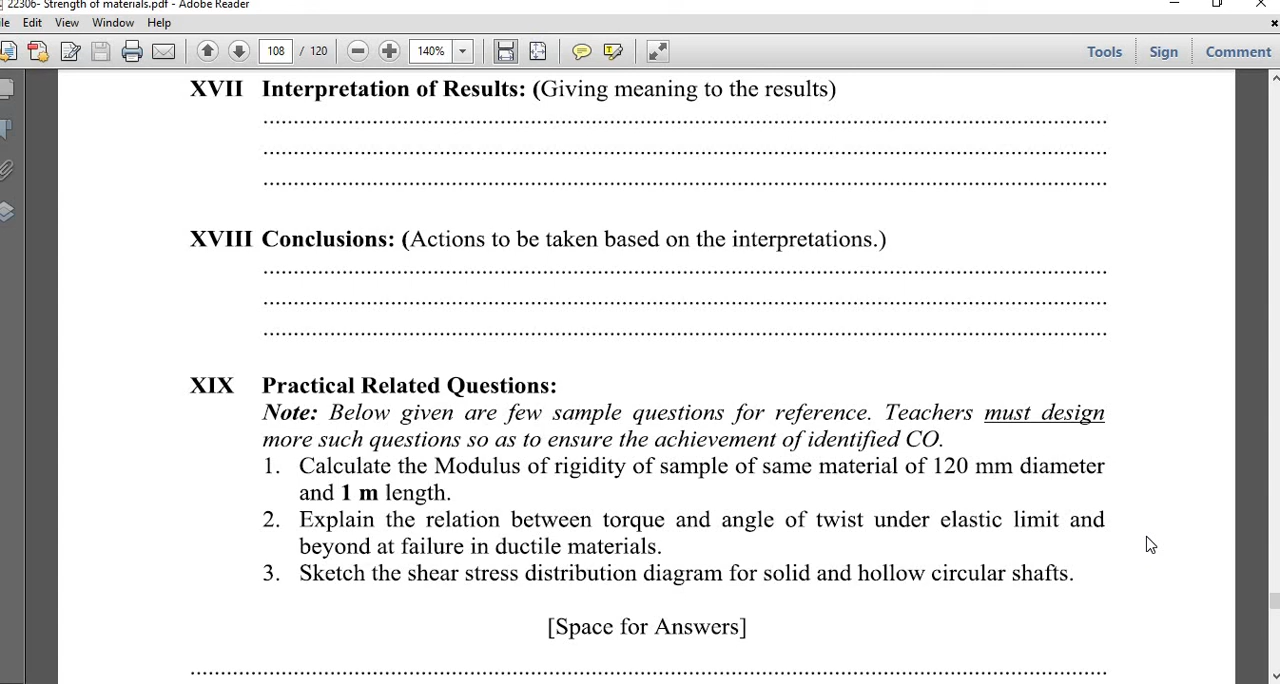 22306- Strength of materials.pdf - Adobe Reader
Edit View Window Help
108 / 120 140% Tools Sign Comment
XVII Interpretation of Results: (Giving meaning to the results)
XVIII Conclusions: (Actions to be taken based on the interpretations.)
XIX Practical Related Questions:
Note: Below given are few sample questions for reference. Teachers must design
more such questions so as to ensure the achievement of identified CO.
1. Calculate the Modulus of rigidity of sample of same material of 120 mm diameter
and 1 m length.
2. Explain the relation between torque and angle of twist under elastic limit and
beyond at failure in ductile materials.
3. Sketch the shear stress distribution diagram for solid and hollow circular shafts.
[Space for Answers]